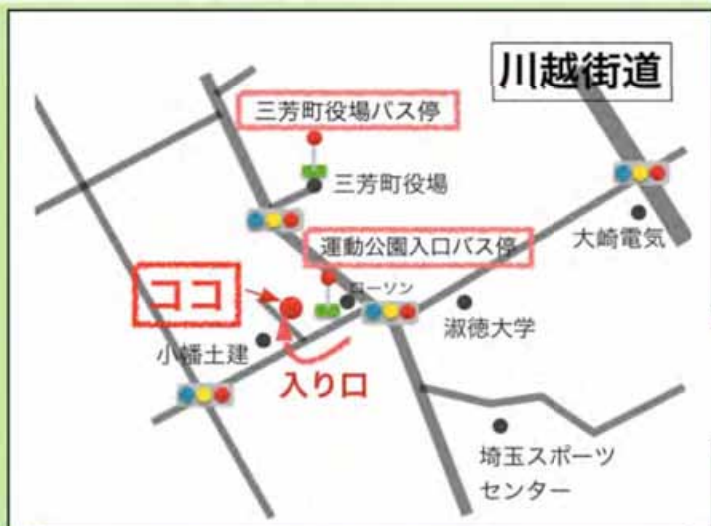 川越街道
三芳町役場バス停
三芳町役場
運動公園入口バス停
大崎電気
ココ
ローソン
淑徳大学
小幡土建
入り口
埼玉スポーツ
センター